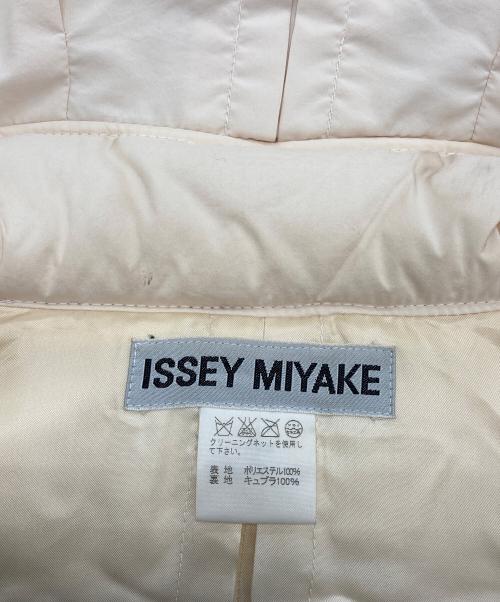 ISSEY MIYAKE
クリーニングネットを使用し
て下さい。
表 地 ポリエステル100%
裏 地 キュプラ100%